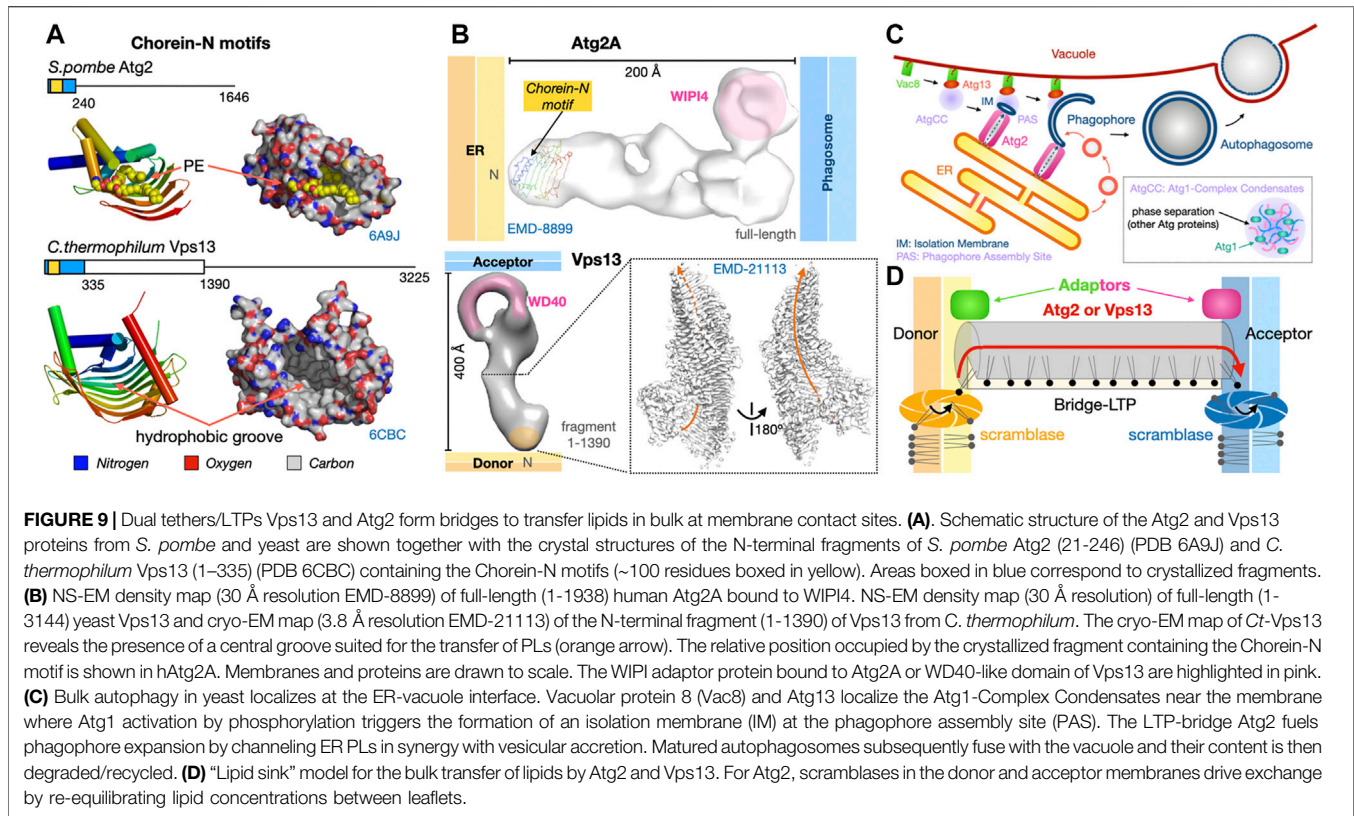 A
Chorein-N motifs
S.pombe Atg2
240
1646
PE
6A9J
C.thermophilum Vps13
335
1390
3225
hydrophobic groove
6CBC
Nitrogen
Oxygen
Carbon
B
Atg2A
200 Å
Chorein-N
motif
WIPI4
ER
N
Phagosome
EMD-8899
full-length
Acceptor
Vps13
WD40
400 Å
fragment
1-1390
Donor
N
EMD-21113
180º
C
Vacuole
Vac8
Atg13
AtgCC
IM
PAS
Atg2
Phagophore
Autophagosome
ER
AtgCC: Atg1-Complex Condensates
phase separation
(other Atg proteins)
Atg1
IM: Isolation Membrane
PAS: Phagophore Assembly Site
D
Adaptors
Atg2 or Vps13
Donor
Acceptor
Bridge-LTP
scramblase
scramblase
FIGURE 9 | Dual tethers/LTPs Vps13 and Atg2 form bridges to transfer lipids in bulk at membrane contact sites. (A). Schematic structure of the Atg2 and Vps13
proteins from S. pombe and yeast are shown together with the crystal structures of the N-terminal fragments of S. pombe Atg2 (21-246) (PDB 6A9J) and C.
thermophilum Vps13 (1–335) (PDB 6CBC) containing the Chorein-N motifs (~100 residues boxed in yellow). Areas boxed in blue correspond to crystallized fragments.
(B) NS-EM density map (30 Å resolution EMD-8899) of full-length (1-1938) human Atg2A bound to WIPI4. NS-EM density map (30 Å resolution) of full-length (1-
3144) yeast Vps13 and cryo-EM map (3.8 Å resolution EMD-21113) of the N-terminal fragment (1-1390) of Vps13 from C. thermophilum. The cryo-EM map of Ct-Vps13
reveals the presence of a central groove suited for the transfer of PLs (orange arrow). The relative position occupied by the crystallized fragment containing the Chorein-N
motif is shown in hAtg2A. Membranes and proteins are drawn to scale. The WIPI adaptor protein bound to Atg2A or WD40-like domain of Vps13 are highlighted in pink.
(C) Bulk autophagy in yeast localizes at the ER-vacuole interface. Vacuolar protein 8 (Vac8) and Atg13 localize the Atg1-Complex Condensates near the membrane
where Atg1 activation by phosphorylation triggers the formation of an isolation membrane (IM) at the phagophore assembly site (PAS). The LTP-bridge Atg2 fuels
phagophore expansion by channeling ER PLs in synergy with vesicular accretion. Matured autophagosomes subsequently fuse with the vacuole and their content is then
degraded/recycled. (D) “Lipid sink” model for the bulk transfer of lipids by Atg2 and Vps13. For Atg2, scramblases in the donor and acceptor membranes drive exchange
by re-equilibrating lipid concentrations between leaflets.